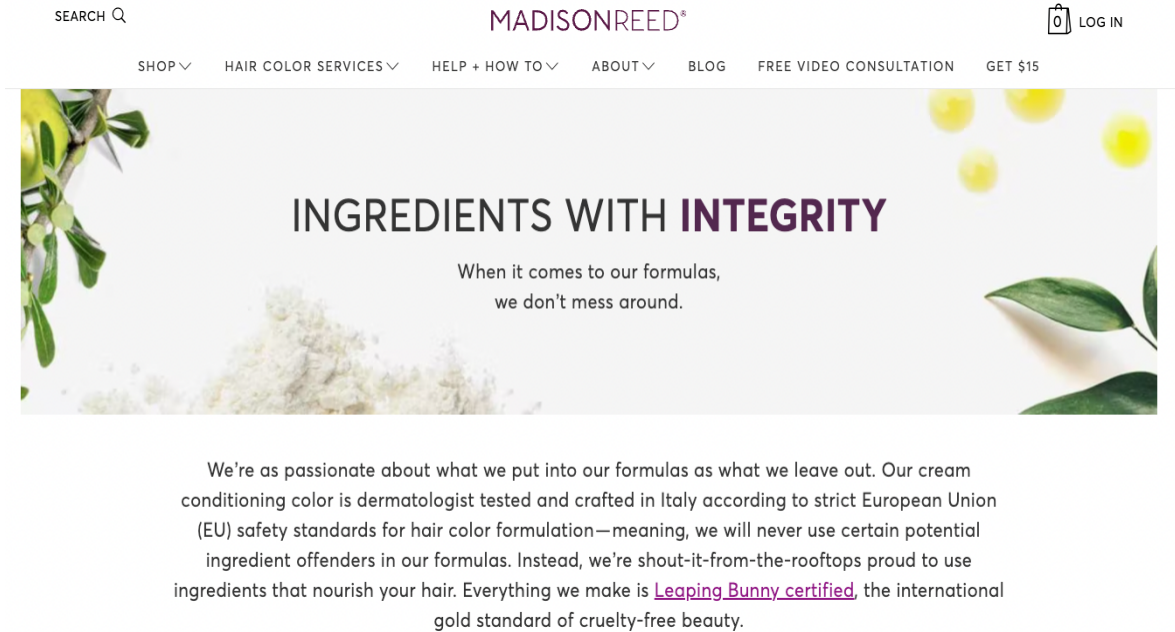 SEARCH
MADISONREED®
0 LOG IN
SHOP HAIR COLOR SERVICES HELP + HOW TO ABOUT BLOG FREE VIDEO CONSULTATION GET $15
INGREDIENTS WITH INTEGRITY
When it comes to our formulas,
we don't mess around.
We're as passionate about what we put into our formulas as what we leave out. Our cream
conditioning color is dermatologist tested and crafted in Italy according to strict European Union
(EU) safety standards for hair color formulation—meaning, we will never use certain potential
ingredient offenders in our formulas. Instead, we're shout-it-from-the-rooftops proud to use
ingredients that nourish your hair. Everything we make is Leaping Bunny certified, the international
gold standard of cruelty-free beauty.